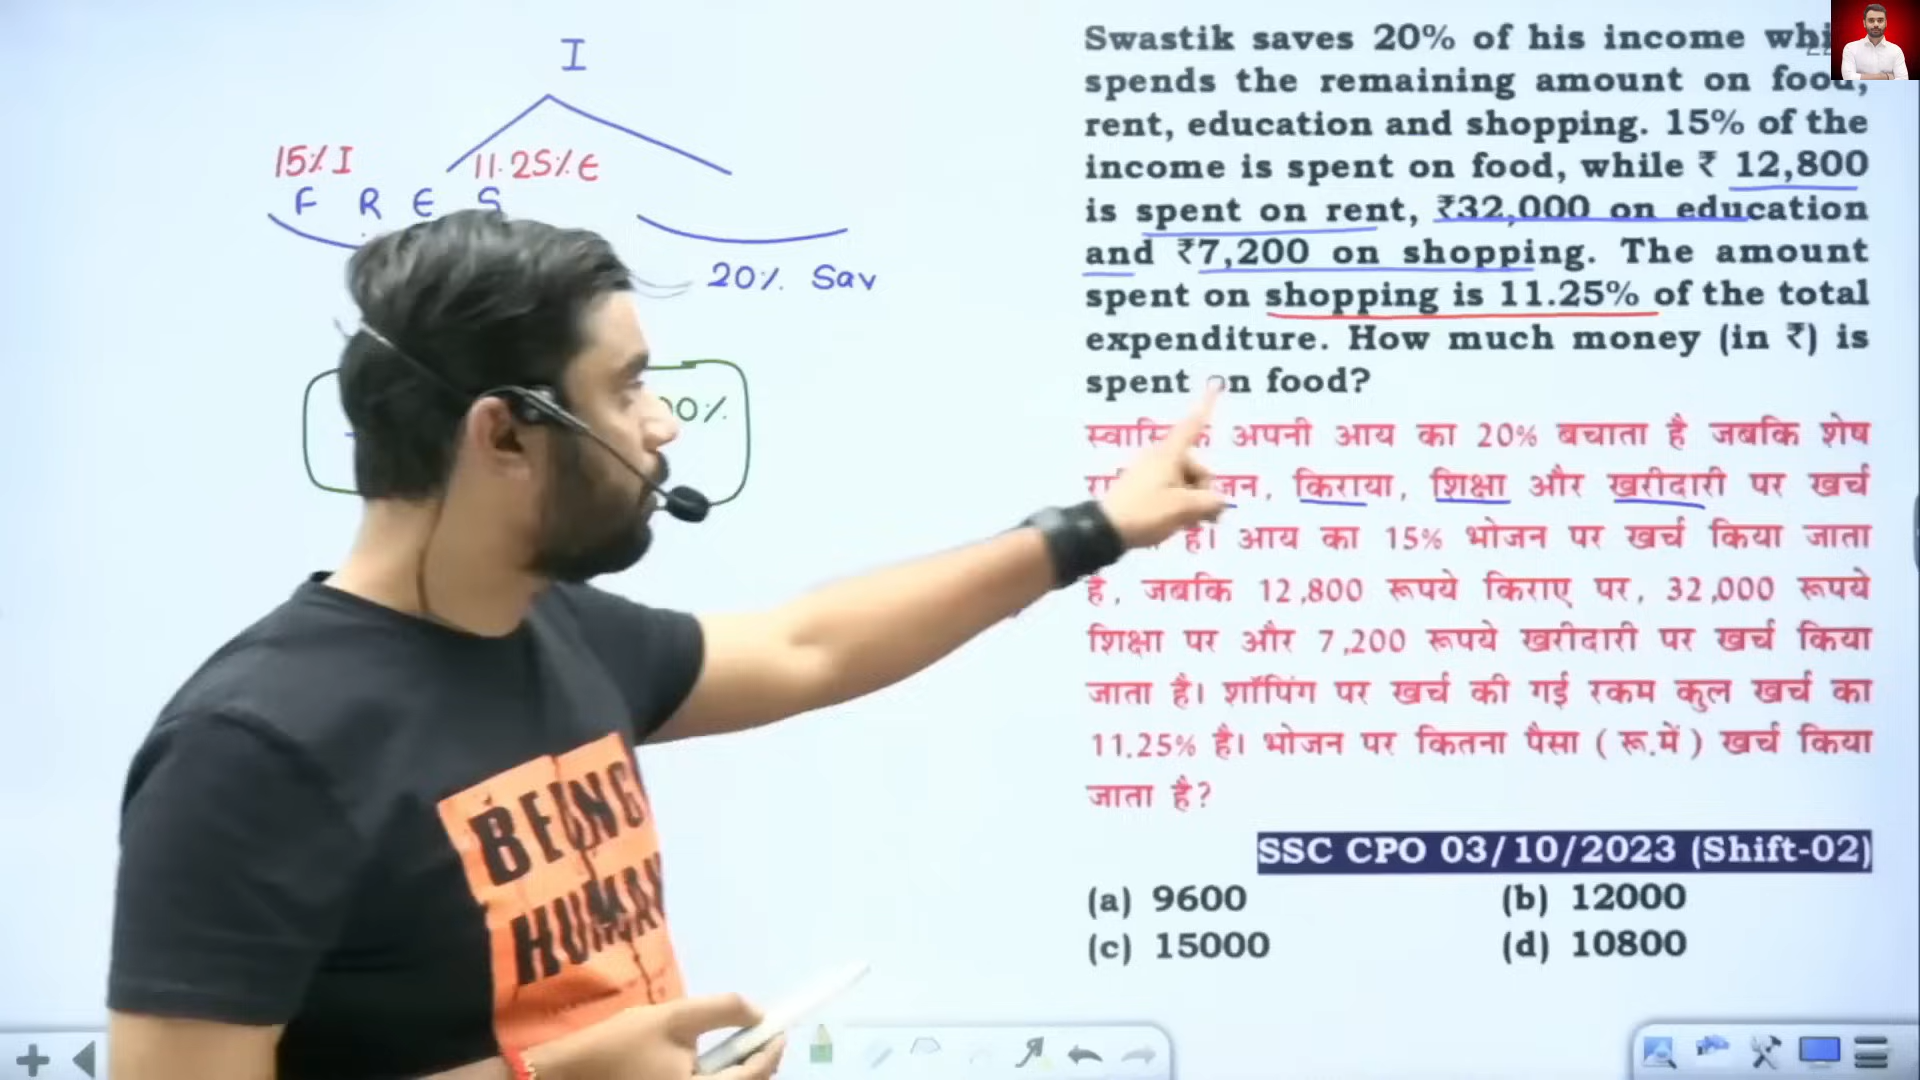 I
15% I
11.25% E
F R E S
20% Sav
00%
Swastik saves 20% of his income whi
spends the remaining amount on food,
rent, education and shopping. 15% of the
income is spent on food, while ₹ 12,800
is spent on rent, ₹32,000 on education
and ₹7,200 on shopping. The amount
spent on shopping is 11.25% of the total
expenditure. How much money (in ₹) is
spent on food?
अपनी आय का 20% बचाता है जबकि शेष
किराया, शिक्षा और खरीदारी पर खर्च
है। आय का 15% भोजन पर खर्च किया जाता
है, जबकि 12,800 रूपये किराए पर, 32,000 रूपये
शिक्षा पर और 7,200 रूपये खरीदारी पर खर्च किया
जाता है। शॉपिंग पर खर्च की गई रकम कुल खर्च का
11.25% है। भोजन पर कितना पैसा (रू.में) खर्च किया
जाता है?
SSC CPO 03/10/2023 (Shift-02)
(a) 9600 (b) 12000
(c) 15000 (d) 10800
BEING
HUMAN